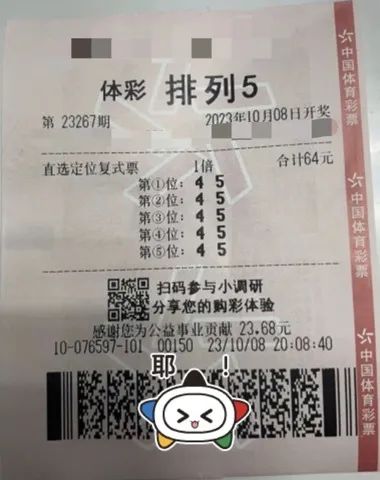 体彩 排列5
第 23267期 2023年10月08日开奖
直选定位复式票 1倍 合计64元
第①位: 4 5
第②位: 4 5
第③位: 4 5
第④位: 4 5
第⑤位: 4 5
扫码参与小调研
分享您的购彩体验
感谢您为公益事业贡献 23.68元
10-076597-101 00150 23/10/08 20:08:40
耶 !
中国体育彩票
中国体育彩票
中国体育彩票